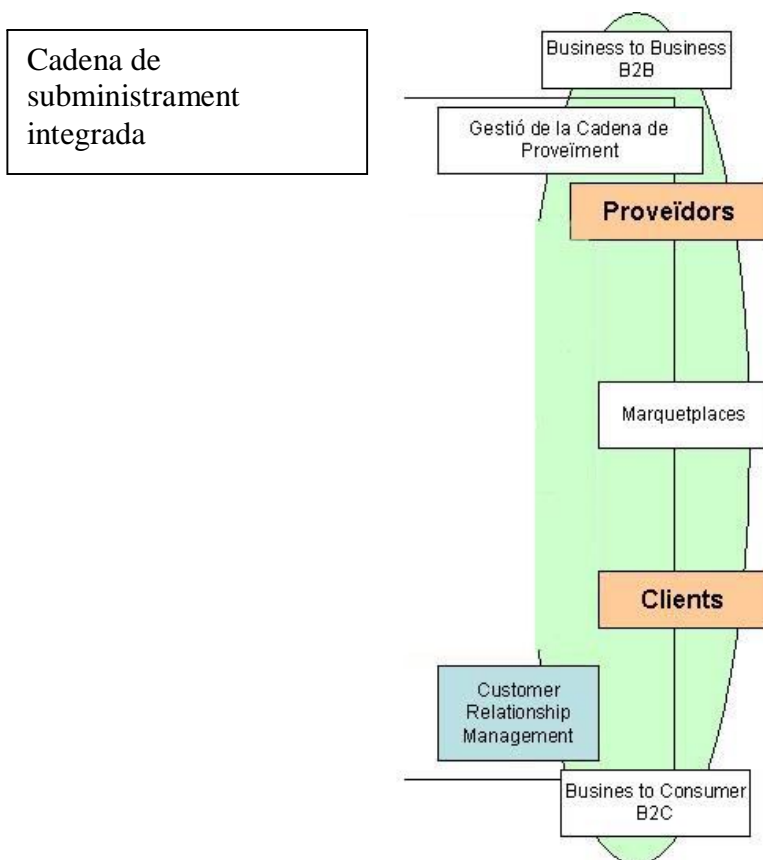 Cadena de
subministrament
integrada
Business to Business
B2B
Gestió de la Cadena de
Proveïment
Proveïdors
Marquetplaces
Clients
Customer
Relationship
Management
Busines to Consumer
B2C